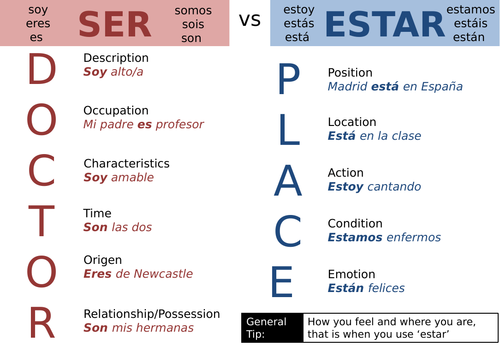 soy
eres
es
SER
somos
sois
son
vs
estoy
estás
está
ESTAR
estamos
estáis
están
D
Description
Soy alto/a
O
Occupation
Mi padre es profesor
C
Characteristics
Soy amable
T
Time
Son las dos
O
Origen
Eres de Newcastle
R
Relationship/Possession
Son mis hermanas
P
Position
Madrid está en España
L
Location
Está en la clase
A
Action
Estoy cantando
C
Condition
Estamos enfermos
E
Emotion
Están felices
General
Tip:
How you feel and where you are,
that is when you use ‘estar’